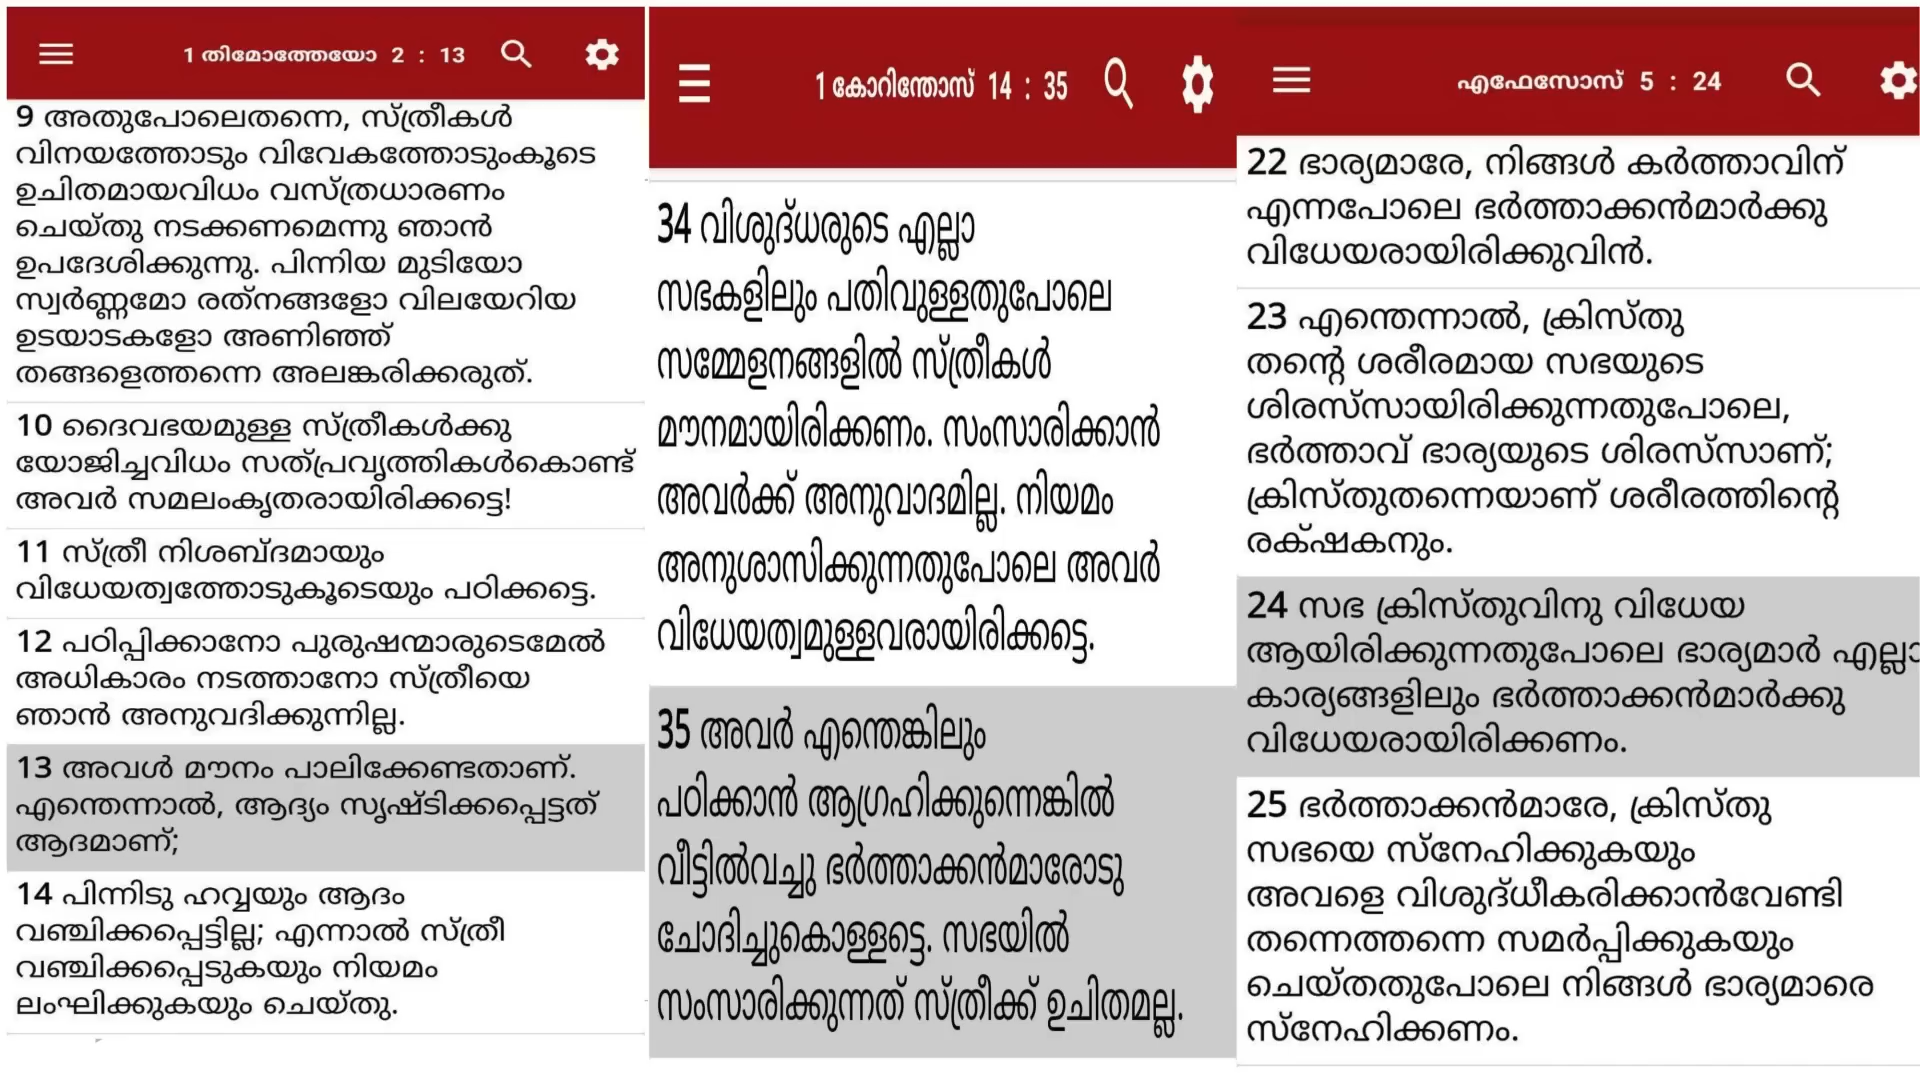 1 തിമോത്തേയോ 2 : 13
9 അതുപോലെതന്നെ, സ്ത്രീകൾ
വിനയത്തോടും വിവേകത്തോടുംകൂടെ
ഉചിതമായവിധം വസ്ത്രധാരണം
ചെയ്തു നടക്കണമെന്നു ഞാൻ
ഉപദേശിക്കുന്നു. പിന്നിയ മുടിയോ
സ്വർണ്ണമോ രത്നങ്ങളോ വിലയേറിയ
ഉടയാടകളോ അണിഞ്ഞ്
തങ്ങളെത്തന്നെ അലങ്കരിക്കരുത്.
10 ദൈവഭയമുള്ള സ്ത്രീകൾക്കു
യോജിച്ചവിധം സത്പ്രവൃത്തികൾകൊണ്ട്
അവർ സമലംകൃതരായിരിക്കട്ടെ!
11 സ്ത്രീ നിശബ്ദമായും
വിധേയത്വത്തോടുകൂടെയും പഠിക്കട്ടെ.
12 പഠിപ്പിക്കാനോ പുരുഷന്മാരുടെമേൽ
അധികാരം നടത്താനോ സ്ത്രീയെ
ഞാൻ അനുവദിക്കുന്നില്ല.
13 അവൾ മൗനം പാലിക്കേണ്ടതാണ്.
എന്തെന്നാൽ, ആദ്യം സൃഷ്ടിക്കപ്പെട്ടത്
ആദമാണ്;
14 പിന്നിടു ഹവ്വയും ആദം
വഞ്ചിക്കപ്പെട്ടില്ല; എന്നാൽ സ്ത്രീ
വഞ്ചിക്കപ്പെടുകയും നിയമം
ലംഘിക്കുകയും ചെയ്തു.
1 കോറിന്തോസ് 14 : 35
34 വിശുദ്ധരുടെ എല്ലാ
സഭകളിലും പതിവുള്ളതുപോലെ
സമ്മേളനങ്ങളിൽ സ്ത്രീകൾ
മൗനമായിരിക്കണം. സംസാരിക്കാൻ
അവർക്ക് അനുവാദമില്ല. നിയമം
അനുശാസിക്കുന്നതുപോലെ അവർ
വിധേയത്വമുള്ളവരായിരിക്കട്ടെ.
35 അവർ എന്തെങ്കിലും
പഠിക്കാൻ ആഗ്രഹിക്കുന്നെങ്കിൽ
വീട്ടിൽവച്ചു ഭർത്താക്കൻമാരോടു
ചോദിച്ചുകൊള്ളട്ടെ. സഭയിൽ
സംസാരിക്കുന്നത് സ്ത്രീക്ക് ഉചിതമല്ല.
എഫേസോസ് 5 : 24
22 ഭാര്യമാരേ, നിങ്ങൾ കർത്താവിന്
എന്നപോലെ ഭർത്താക്കൻമാർക്കു
വിധേയരായിരിക്കുവിൻ.
23 എന്തെന്നാൽ, ക്രിസ്തു
തന്റെ ശരീരമായ സഭയുടെ
ശിരസ്സായിരിക്കുന്നതുപോലെ,
ഭർത്താവ് ഭാര്യയുടെ ശിരസ്സാണ്;
ക്രിസ്തുതന്നെയാണ് ശരീരത്തിന്റെ
രക്ഷകനും.
24 സഭ ക്രിസ്തുവിനു വിധേയ
ആയിരിക്കുന്നതുപോലെ ഭാര്യമാർ എല്ലാ
കാര്യങ്ങളിലും ഭർത്താക്കൻമാർക്കു
വിധേയരായിരിക്കണം.
25 ഭർത്താക്കൻമാരേ, ക്രിസ്തു
സഭയെ സ്നേഹിക്കുകയും
അവളെ വിശുദ്ധീകരിക്കാൻവേണ്ടി
തന്നെത്തന്നെ സമർപ്പിക്കുകയും
ചെയ്തതുപോലെ നിങ്ങൾ ഭാര്യമാരെ
സ്നേഹിക്കണം.